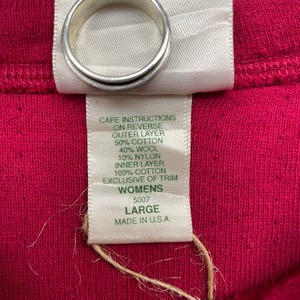 CARE INSTRUCTIONS
ON REVERSE
OUTER LAYER
50% COTTON
40% WOOL
10% NYLON
INNER LAYER
100% COTTON
EXCLUSIVE OF TRIM
WOMENS
5007
LARGE
MADE IN U.S.A.